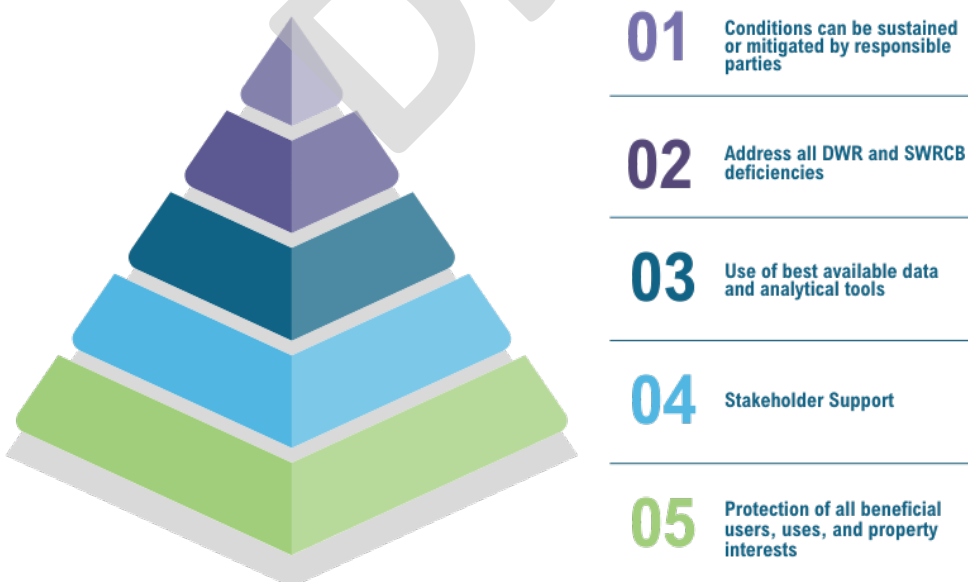 01
Conditions can be sustained
or mitigated by responsible
parties
02
Address all DWR and SWRCB
deficiencies
03
Use of best available data
and analytical tools
04
Stakeholder Support
05
Protection of all beneficial
users, uses, and property
interests